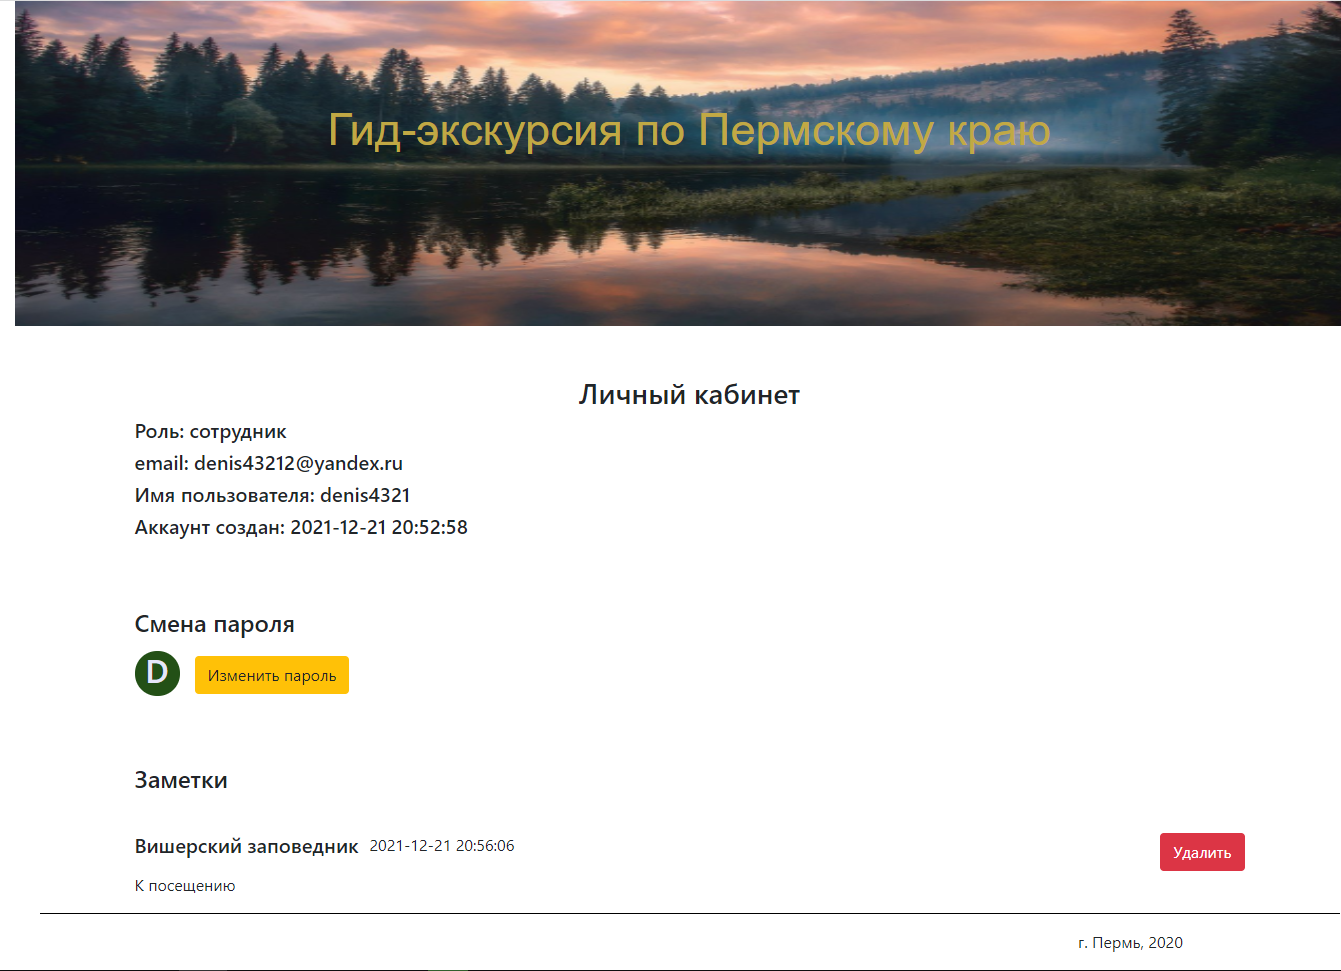 Гид-экскурсия по Пермскому краю
Личный кабинет
Роль: сотрудник
email: denis43212@yandex.ru
Имя пользователя: denis4321
Аккаунт создан: 2021-12-21 20:52:58
Смена пароля
D Изменить пароль
Заметки
Вишерский заповедник 2021-12-21 20:56:06 Удалить
К посещению
г. Пермь, 2020